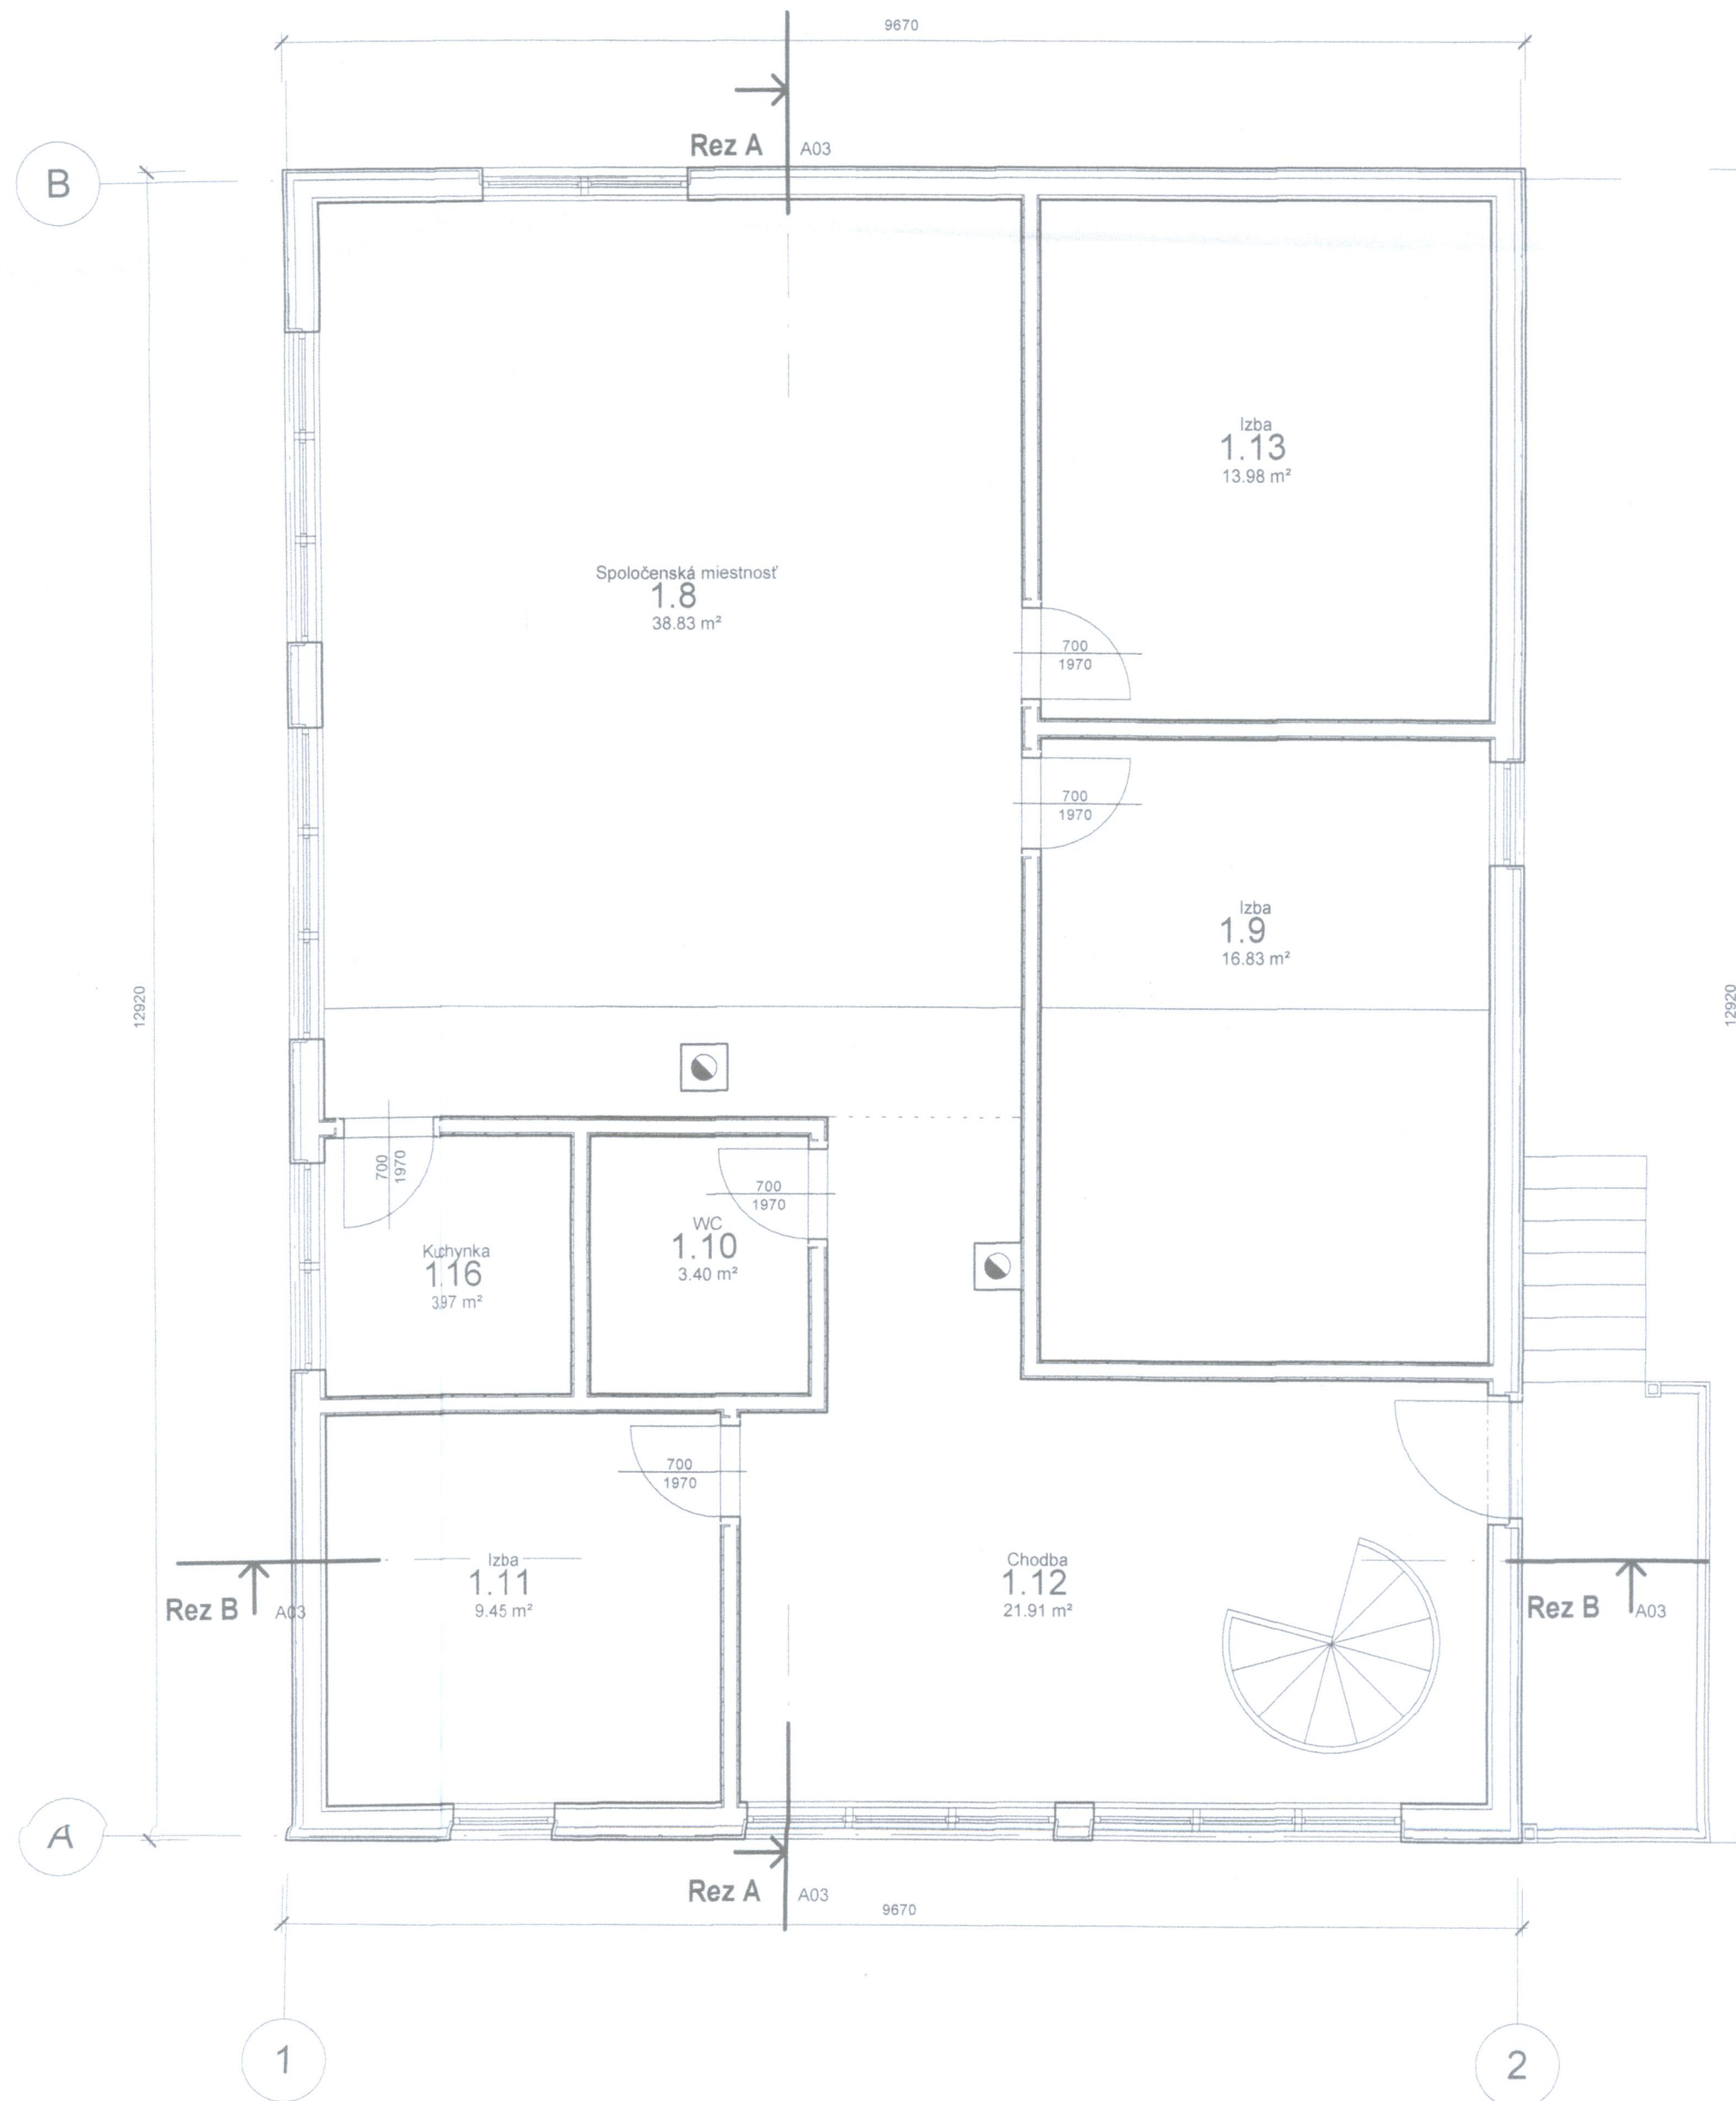 9670
Rez A A03
B
Izba
1.13
13.98 m²
Spoločenská miestnosť
1.8
38.83 m²
700
1970
700
1970
Izba
1.9
16.83 m²
12920
12920
700
1970
700
1970
WC
1.10
3.40 m²
Kuchynka
1.16
3.97 m²
700
1970
Izba
1.11
9.45 m²
Chodba
1.12
21.91 m²
Rez B A03
Rez B A03
A
Rez A A03
9670
1
2